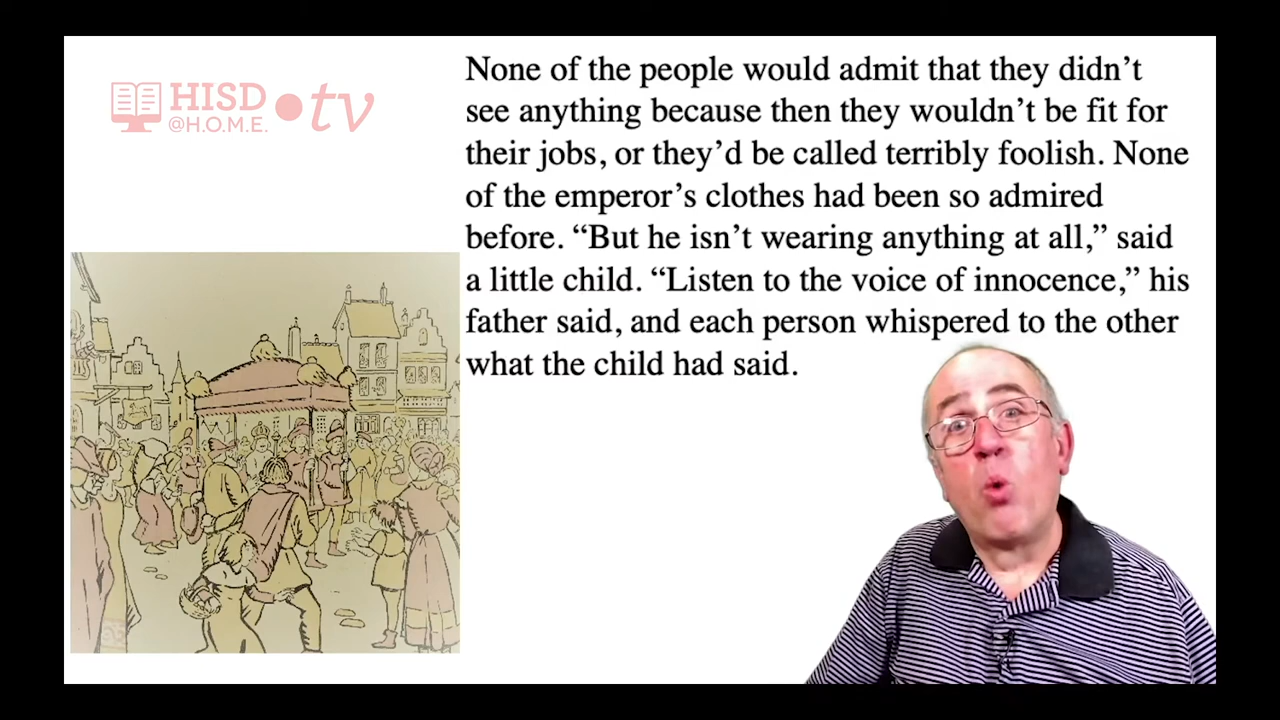 HISD
@H.O.M.E.
tv
None of the people would admit that they didn’t
see anything because then they wouldn’t be fit for
their jobs, or they’d be called terribly foolish. None
of the emperor’s clothes had been so admired
before. “But he isn’t wearing anything at all,” said
a little child. “Listen to the voice of innocence,” his
father said, and each person whispered to the other
what the child had said.